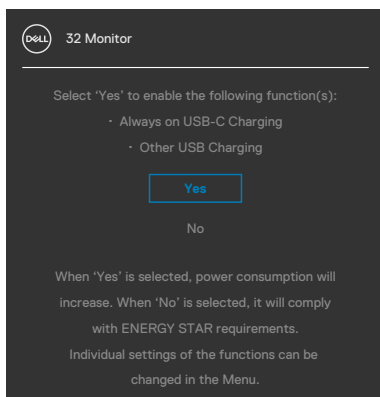 DELL
32 Monitor
Select ‘Yes’ to enable the following function(s):
· Always on USB-C Charging
· Other USB Charging
Yes
No
When ‘Yes’ is selected, power consumption will
increase. When ‘No’ is selected, it will comply
with ENERGY STAR requirements.
Individual settings of the functions can be
changed in the Menu.